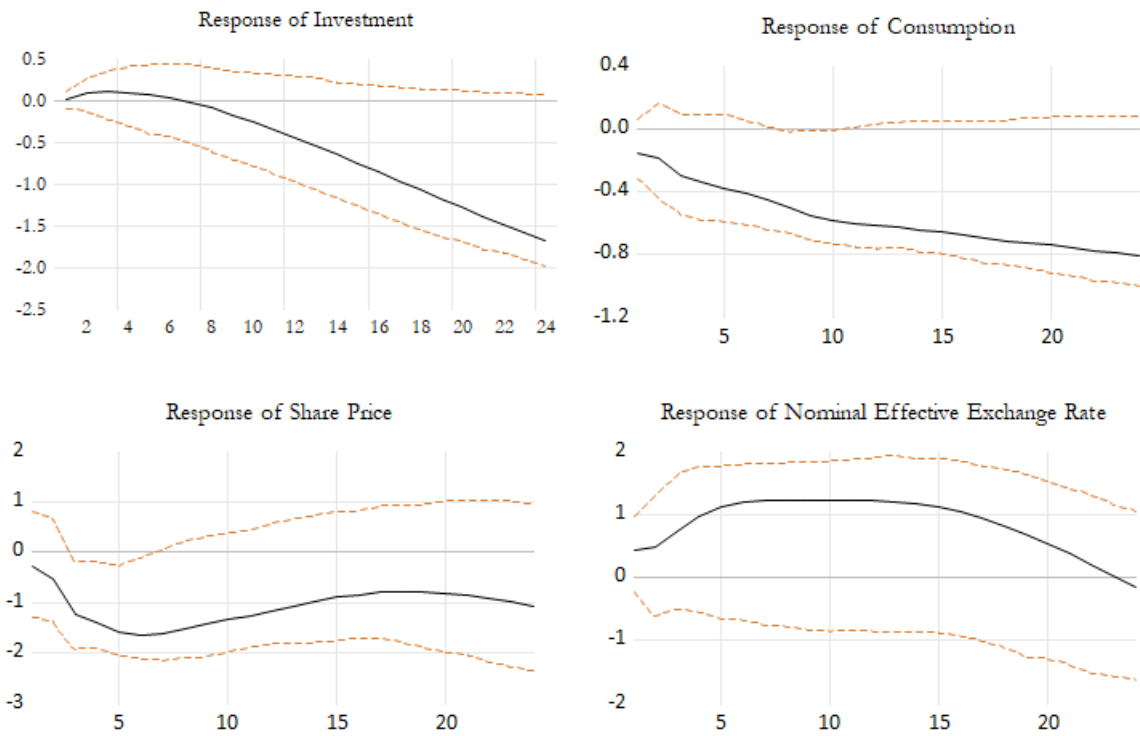 Response of Investment
0.5
0.0
-0.5
-1.0
-1.5
-2.0
-2.5
2 4 6 8 10 12 14 16 18 20 22 24
Response of Consumption
0.4
0.0
-0.4
-0.8
-1.2
5 10 15 20
Response of Share Price
2
1
0
-1
-2
-3
5 10 15 20
Response of Nominal Effective Exchange Rate
2
1
0
-1
-2
5 10 15 20